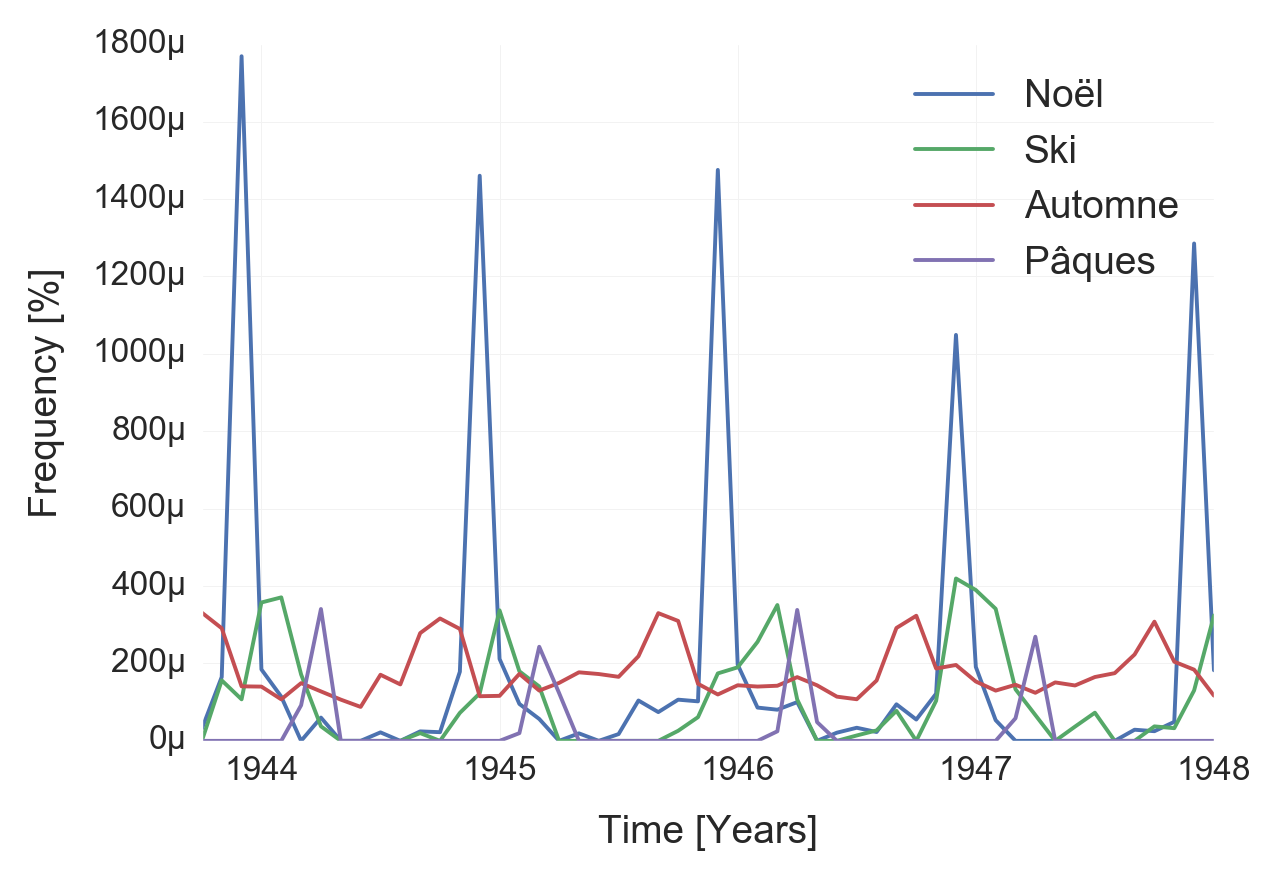 1800µ
1600µ
1400µ
1200µ
1000µ
800µ
600µ
400µ
200µ
0µ
Frequency [%]
Noël
Ski
Automne
Pâques
1944 1945 1946 1947 1948
Time [Years]